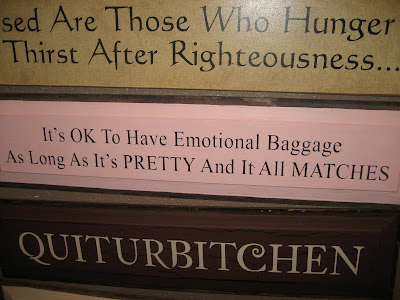 sed Are Those Who Hunger
Thirst After Righteousness...
It's OK To Have Emotional Baggage
As Long As It's PRETTY And It All MATCHES
QUITURBITCHEN